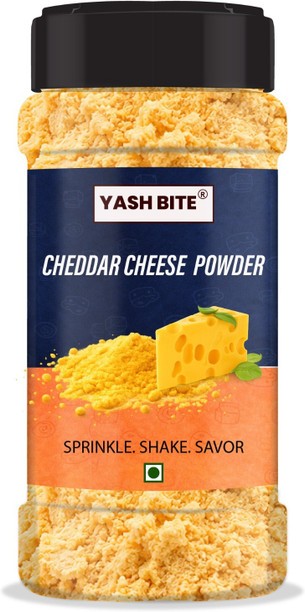 YASH BITE®
CHEDDAR CHEESE POWDER
SPRINKLE. SHAKE. SAVOR